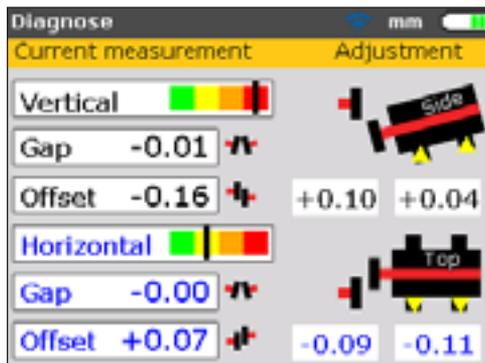 Diagnose mm
Current measurement Adjustment
Vertical
Side
Gap -0.01
Offset -0.16 +0.10 +0.04
Horizontal
Top
Gap -0.00
Offset +0.07 -0.09 -0.11